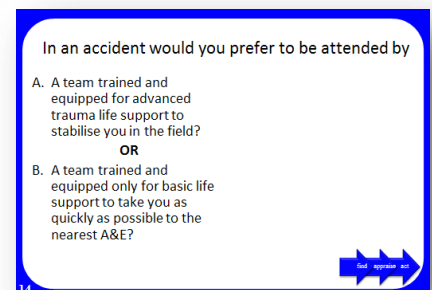 In an accident would you prefer to be attended by
A. A team trained and
equipped for advanced
trauma life support to
stabilise you in the field?
OR
B. A team trained and
equipped only for basic life
support to take you as
quickly as possible to the
nearest A&E?
find appraise act
14